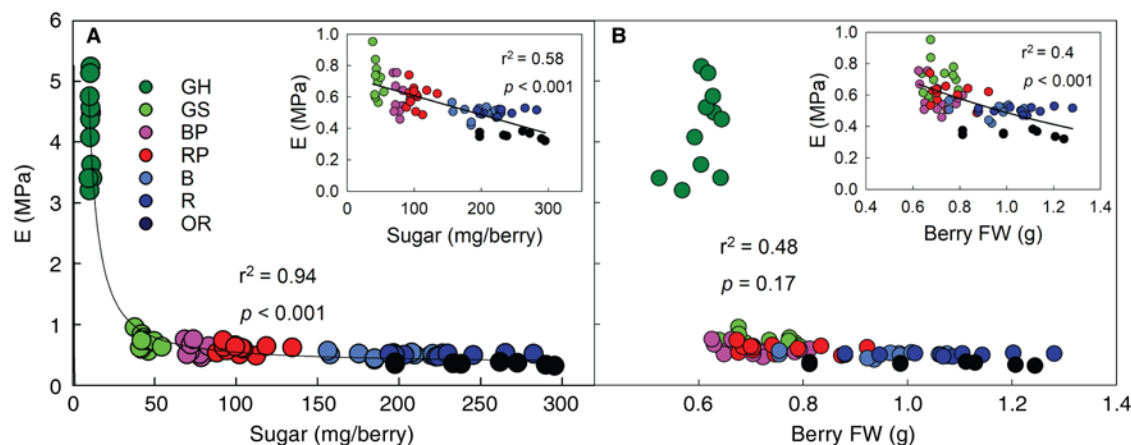 A
B
E (MPa)
6
5
4
3
2
1
0
GH
GS
BP
RP
B
R
OR
r² = 0.94
p < 0.001
0 50 100 150 200 250 300
Sugar (mg/berry)
E (MPa)
1.0
0.8
0.6
0.4
0.2
0.0
r² = 0.58
p < 0.001
0 100 200 300
Sugar (mg/berry)
r² = 0.48
p = 0.17
0.6 0.8 1.0 1.2 1.4
Berry FW (g)
E (MPa)
1.0
0.8
0.6
0.4
0.2
0.0
r² = 0.4
p < 0.001
0.4 0.6 0.8 1.0 1.2 1.4
Berry FW (g)